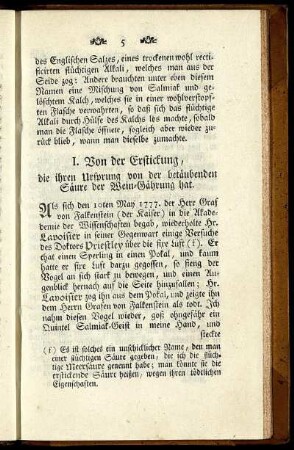 5
des Englischen Salzes, eines trockenen wohl recti-
ficirten flüchtigen Alkali, welches man aus der
Seide zog: Andere brauchten unter eben diesem
Namen eine Mischung von Salmiak und ge-
löschtem Kalch, welches sie in einer wohlverstopf-
ten Flasche verwahrten, so daß sich das flüchtige
Alkali durch Hülfe des Kalchs los machte, sobald
man die Flasche öffnete, sogleich aber wieder zu-
rück blieb, wann man dieselbe zumachte.
I. Von der Erstickung,
die ihren Ursprung von der betäubenden
Säure der Wein-Gährung hat.
Als sich den 10ten May 1777. der Herr Graf
von Falkenstein (der Kaiser) in die Akade-
mie der Wissenschaften begab, wiederholte Hr.
Lavoisier in seiner Gegenwart einige Versuche
des Doktors Priestley über die fixe Luft (f). Er
that einen Sperling in einen Pokal, und kaum
hatte er fixe Luft darzu gegossen, so fieng der
Vogel an sich stark zu bewegen, und einen Au-
genblick hernach auf die Seite hinzufallen; Hr.
Lavoisier zog ihn aus dem Pokal, und zeigte ihn
dem Herrn Grafen von Falkenstein als todt. Ich
nahm diesen Vogel wieder, goß ohngefähr ein
Quintel Salmiak-Geist in meine Hand, und
steckte
(f) Es ist solches ein unschicklicher Name, den man
einer flüchtigen Säure gegeben, die ich die flüch-
tige Meersäure genennt habe; man könnte sie die
erstickende Säure heißen, wegen ihren tödtlichen
Eigenschaften.